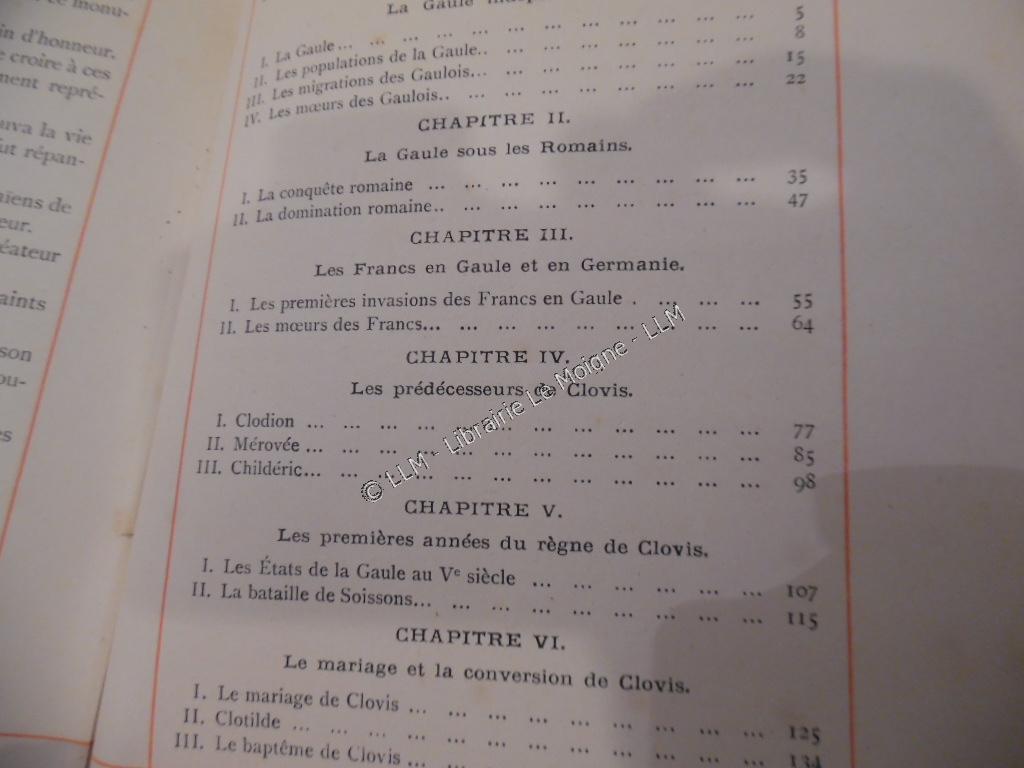 ce monu-
in d'honneur.
e croire à ces
ment repré-
uva la vie
ut répan-
niens de
eur.
éateur
aints
son
ou-
es
La Gaule
I. La Gaule... ... ... ... ... ... ... ... ... ... ... 5
II. Les populations de la Gaule.. ... ... ... ... ... ... ... 8
III. Les migrations des Gaulois... ... ... ... ... ... ... ... 15
IV. Les mœurs des Gaulois.. ... ... ... ... ... ... ... ... 22
CHAPITRE II.
La Gaule sous les Romains.
I. La conquête romaine ... ... ... ... ... ... ... ... ... 35
II. La domination romaine.. ... ... ... ... ... ... ... ... 47
CHAPITRE III.
Les Francs en Gaule et en Germanie.
I. Les premières invasions des Francs en Gaule . ... ... ... 55
II. Les mœurs des Francs... ... ... ... ... ... ... ... ... 64
CHAPITRE IV.
Les prédécesseurs de Clovis.
I. Clodion ... ... ... ... ... ... ... ... ... ... ... ... 77
II. Mérovée ... ... ... ... ... ... ... ... ... ... ... ... 85
III. Childéric... ... ... ... ... ... ... ... ... ... ... ... 98
CHAPITRE V.
Les premières années du règne de Clovis.
I. Les États de la Gaule au Ve siècle ... ... ... ... ... ... 107
II. La bataille de Soissons... ... ... ... ... ... ... ... ... 115
CHAPITRE VI.
Le mariage et la conversion de Clovis.
I. Le mariage de Clovis ... ... ... ... ... ... ... ... ... 125
II. Clotilde ... ... ... ... ... ... ... ... ... ... ... ... 134
III. Le baptême de Clovis ... ... ... ... ... ... ... ...
© LLM - Librairie Le Moigne - LLM